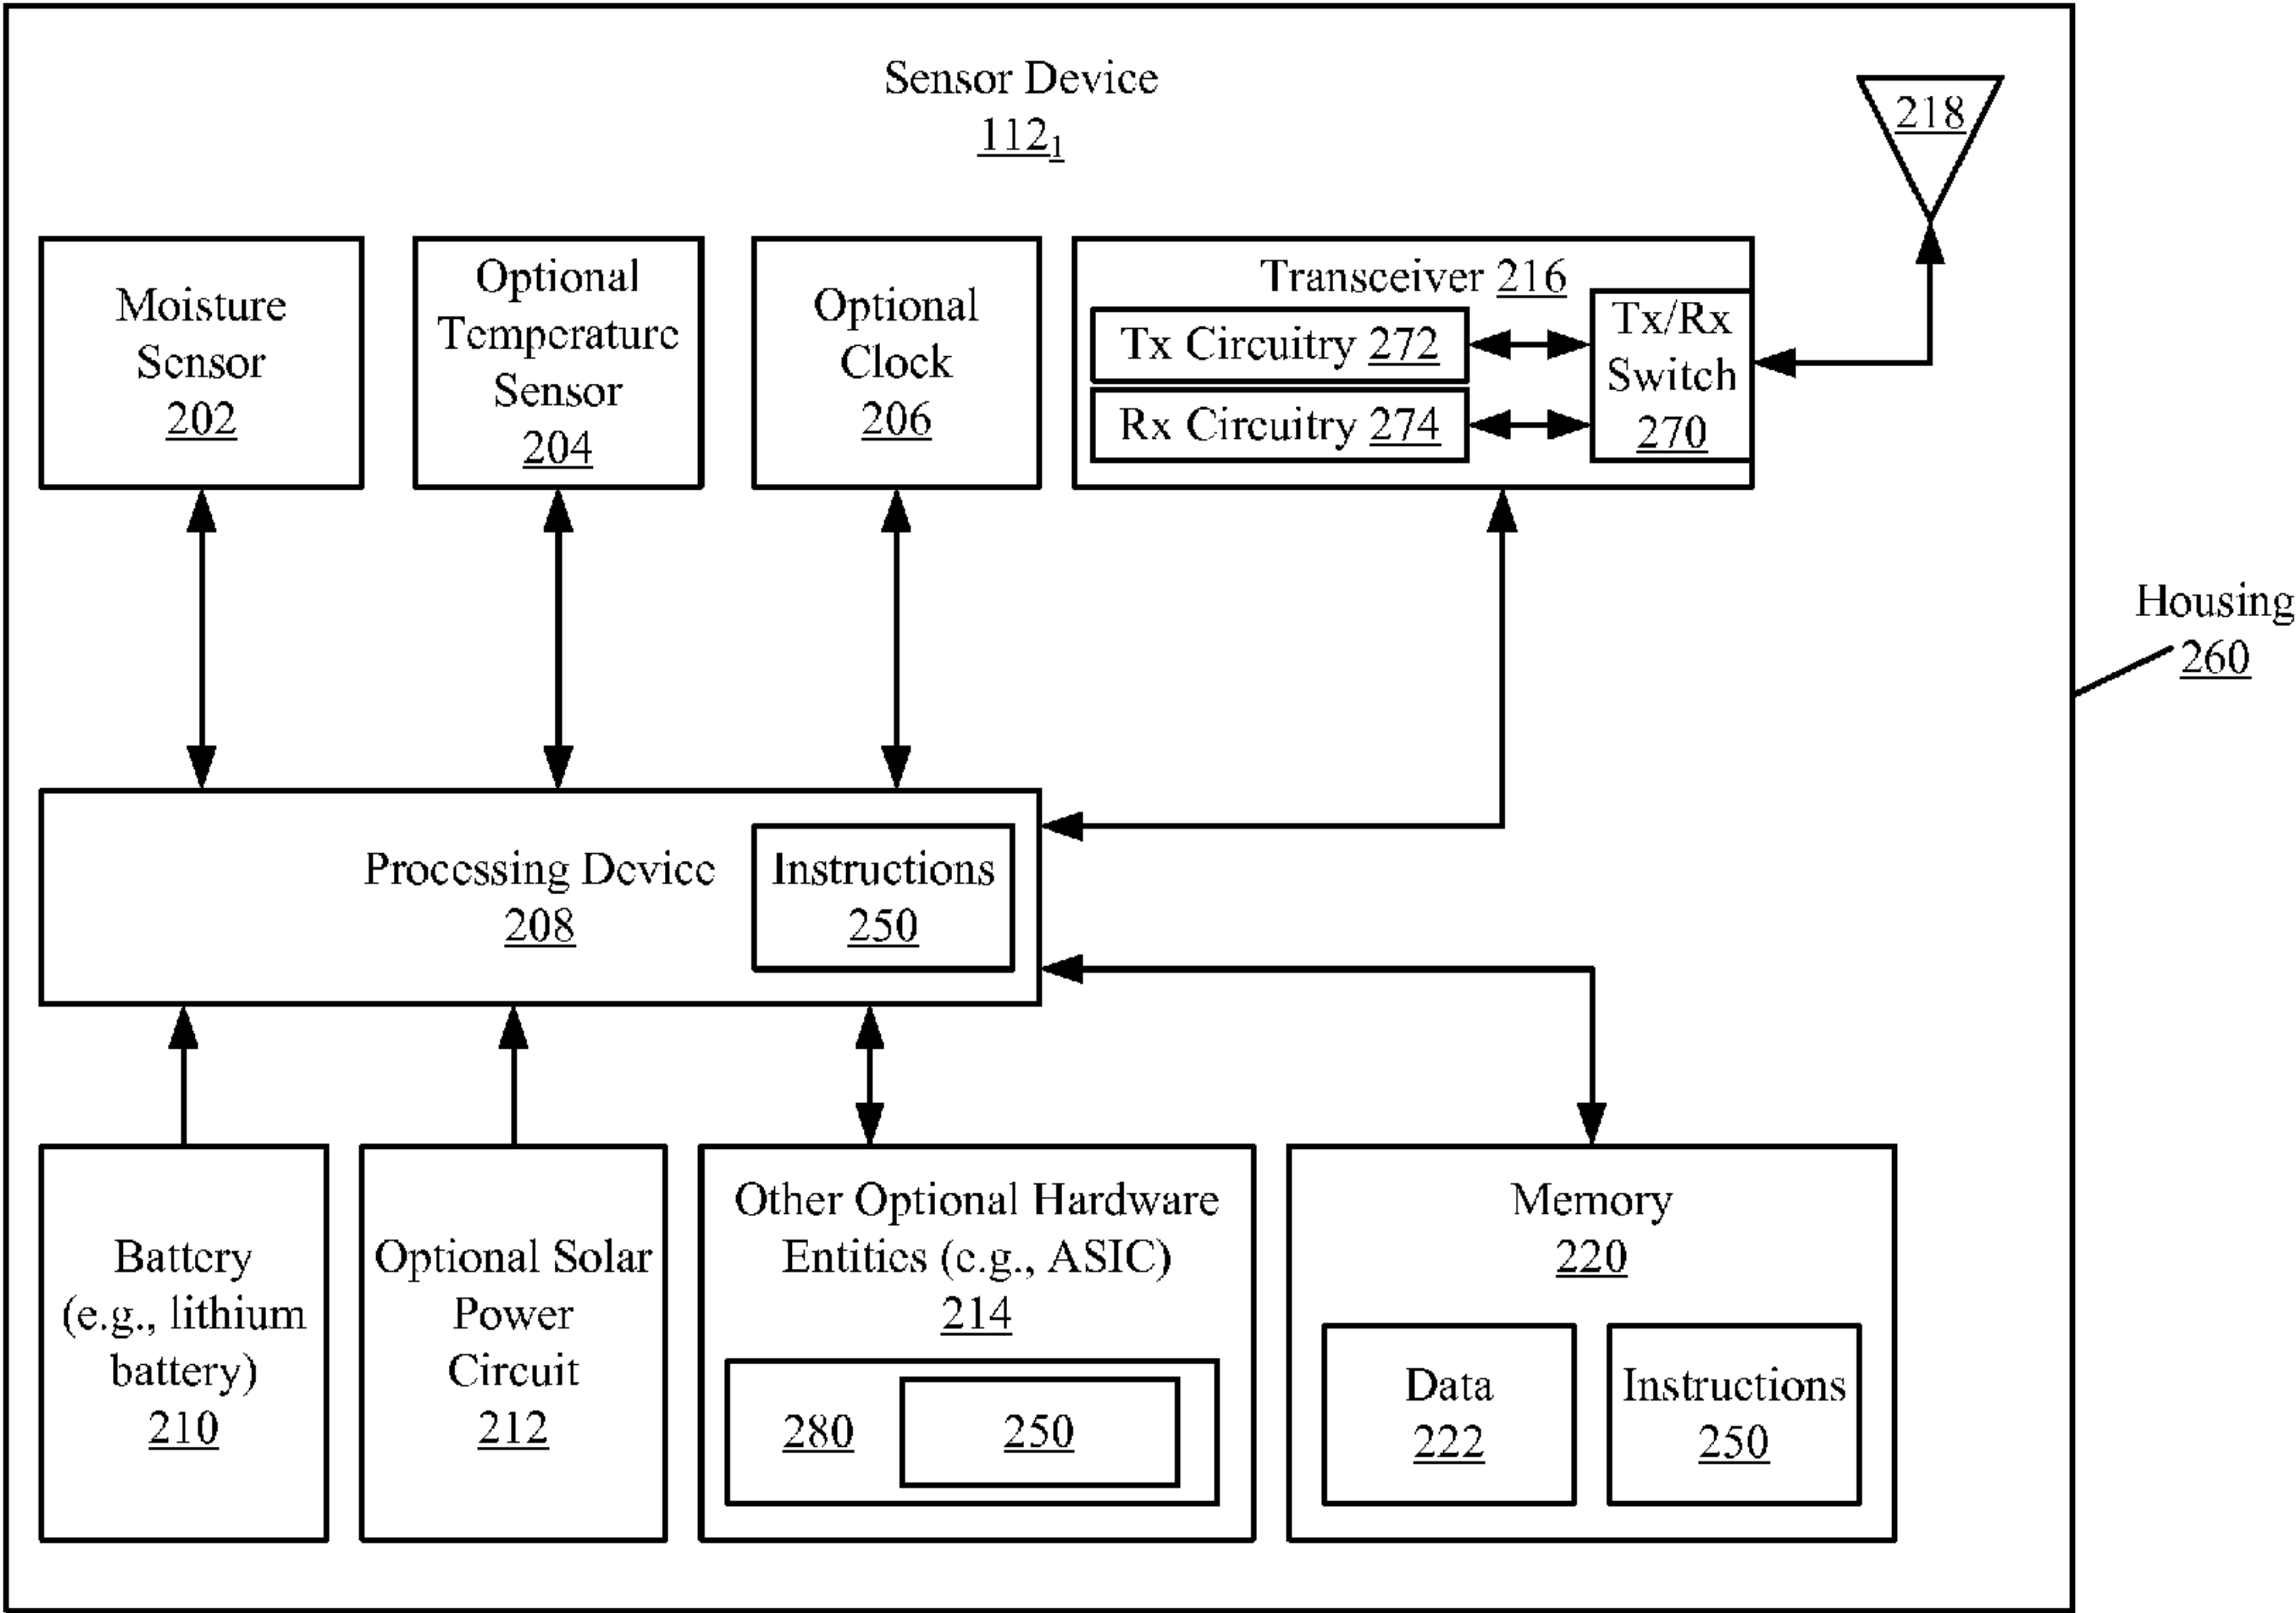 Sensor Device
112₁
218
Moisture
Sensor
202
Optional
Temperature
Sensor
204
Optional
Clock
206
Transceiver 216
Tx Circuitry 272
Rx Circuitry 274
Tx/Rx
Switch
270
Housing
260
Processing Device
208
Instructions
250
Battery
(e.g., lithium
battery)
210
Optional Solar
Power
Circuit
212
Other Optional Hardware
Entities (e.g., ASIC)
214
280
250
Memory
220
Data
222
Instructions
250